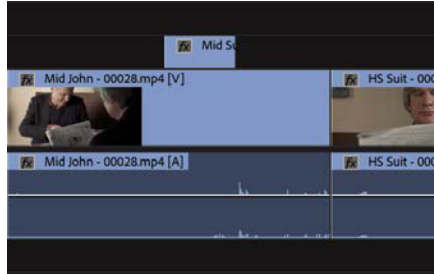 fx Mid Su
fx Mid John - 00028.mp4 [V]
fx HS Suit - 000
fx Mid John - 00028.mp4 [A]
fx HS Suit - 000